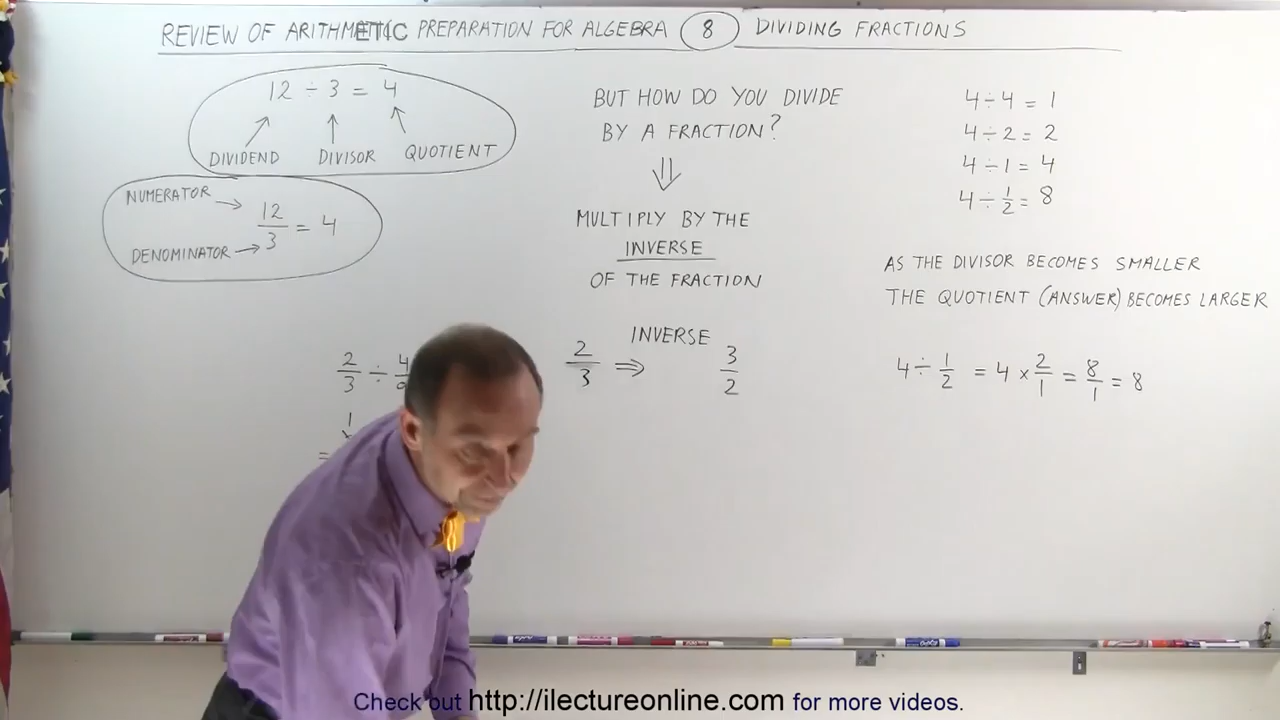 REVIEW OF ARITHMETIC PREPARATION FOR ALGEBRA 8 DIVIDING FRACTIONS
12 ÷ 3 = 4
DIVIDEND DIVISOR QUOTIENT
NUMERATOR
12/3 = 4
DENOMINATOR
2/3 ÷ 4
1
=
BUT HOW DO YOU DIVIDE
BY A FRACTION?
⇓
MULTIPLY BY THE
INVERSE
OF THE FRACTION
INVERSE
2/3 ⇒ 3/2
4 ÷ 4 = 1
4 ÷ 2 = 2
4 ÷ 1 = 4
4 ÷ 1/2 = 8
AS THE DIVISOR BECOMES SMALLER
THE QUOTIENT (ANSWER) BECOMES LARGER
4 ÷ 1/2 = 4 × 2/1 = 8/1 = 8
Check out http://ilectureonline.com for more videos.